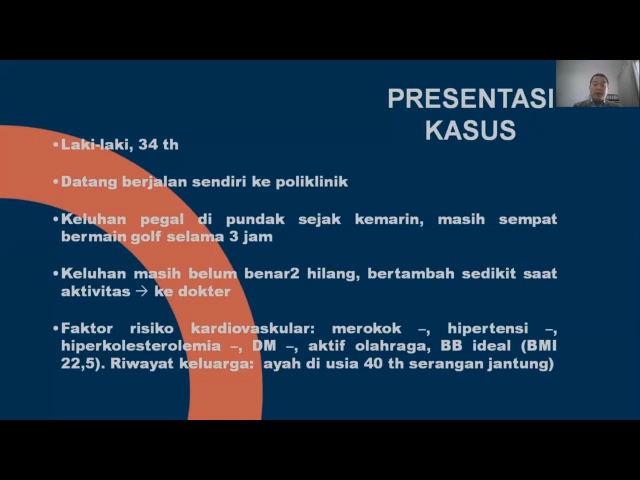 PRESENTASI
KASUS
•Laki-laki, 34 th
•Datang berjalan sendiri ke poliklinik
•Keluhan pegal di pundak sejak kemarin, masih sempat
bermain golf selama 3 jam
•Keluhan masih belum benar2 hilang, bertambah sedikit saat
aktivitas → ke dokter
•Faktor risiko kardiovaskular: merokok –, hipertensi –,
hiperkolesterolemia –, DM –, aktif olahraga, BB ideal (BMI
22,5). Riwayat keluarga: ayah di usia 40 th serangan jantung)